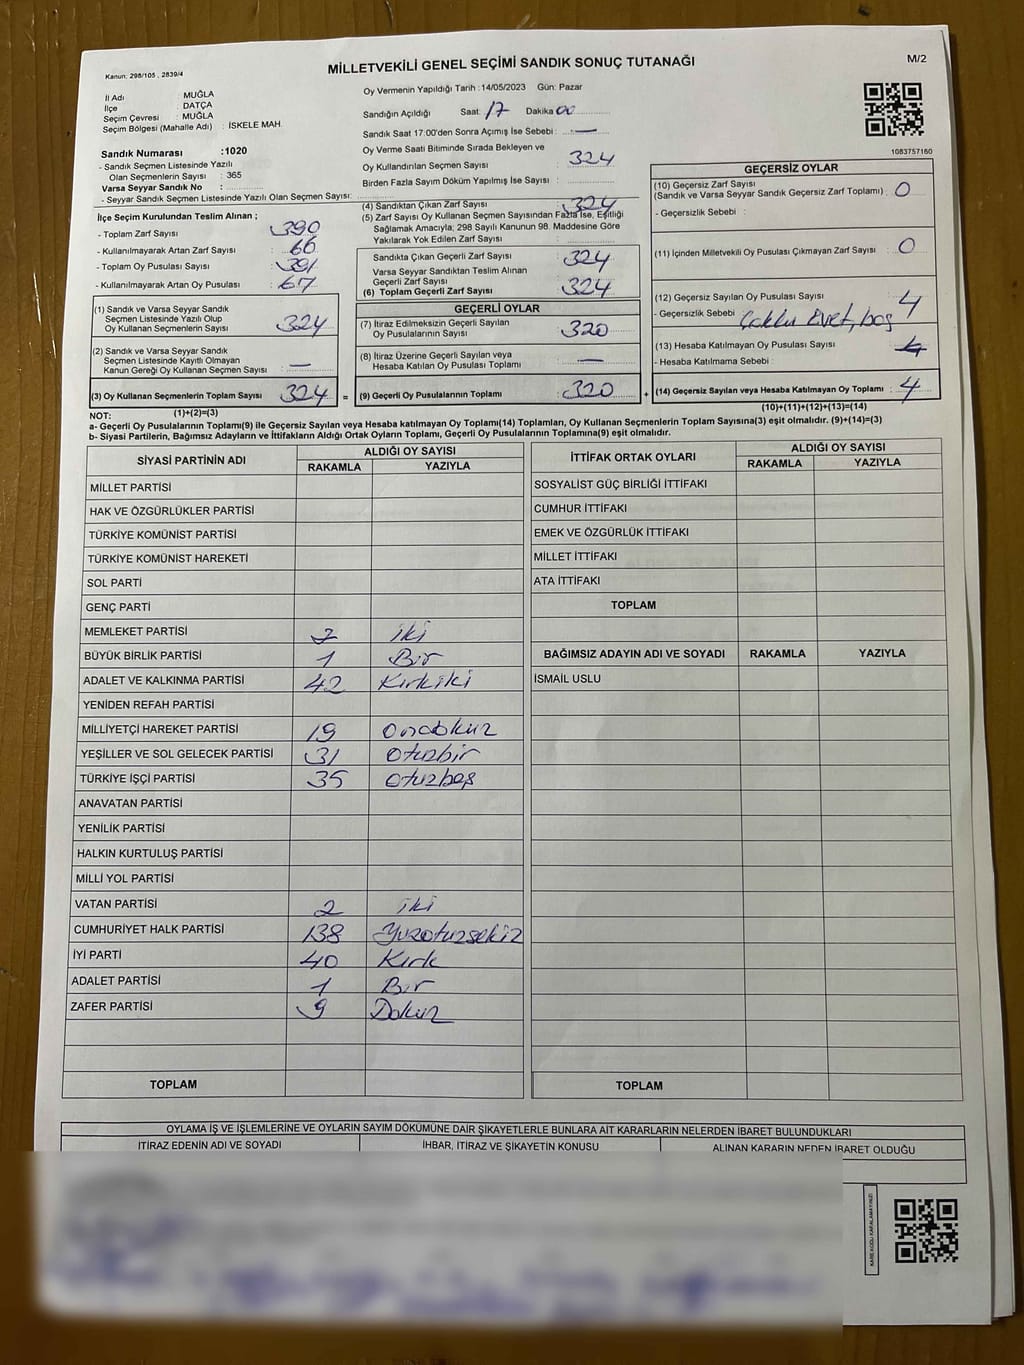 Kanun: 298/105 , 2839/4
MİLLETVEKİLİ GENEL SEÇİMİ SANDIK SONUÇ TUTANAĞI
M/2
İl Adı : MUĞLA
İlçe : DATÇA
Seçim Çevresi : MUĞLA
Seçim Bölgesi (Mahalle Adı) : İSKELE MAH.
Sandık Numarası :1020
- Sandık Seçmen Listesinde Yazılı
Olan Seçmenlerin Sayısı : 365
Varsa Seyyar Sandık No :
- Seyyar Sandık Seçmen Listesinde Yazılı Olan Seçmen Sayısı:
İlçe Seçim Kurulundan Teslim Alınan ;
- Toplam Zarf Sayısı : 390
- Kullanılmayarak Artan Zarf Sayısı : 66
- Toplam Oy Pusulası Sayısı : 391
- Kullanılmayarak Artan Oy Pusulası : 67
(1) Sandık ve Varsa Seyyar Sandık
Seçmen Listesinde Yazılı Olup
Oy Kullanan Seçmenlerin Sayısı : 324
(2) Sandık ve Varsa Seyyar Sandık
Seçmen Listesinde Kayıtlı Olmayan
Kanun Gereği Oy Kullanan Seçmen Sayısı : —
(3) Oy Kullanan Seçmenlerin Toplam Sayısı : 324 =
(1)+(2)=(3)
Oy Vermenin Yapıldığı Tarih : 14/05/2023 Gün: Pazar
Sandığın Açıldığı Saat: 17 Dakika 00
Sandık Saat 17:00'den Sonra Açımış İse Sebebi : —
Oy Verme Saati Bitiminde Sırada Bekleyen ve
Oy Kullandırılan Seçmen Sayısı : 324
Birden Fazla Sayım Döküm Yapılmış İse Sayısı :
(4) Sandıktan Çıkan Zarf Sayısı : 324
(5) Zarf Sayısı Oy Kullanan Seçmen Sayısından Fazla İse, Eşitliği
Sağlamak Amacıyla; 298 Sayılı Kanunun 98. Maddesine Göre
Yakılarak Yok Edilen Zarf Sayısı :
Sandıkta Çıkan Geçerli Zarf Sayısı : 324
Varsa Seyyar Sandıktan Teslim Alınan
Geçerli Zarf Sayısı
(6) Toplam Geçerli Zarf Sayısı : 324
GEÇERLİ OYLAR
(7) İtiraz Edilmeksizin Geçerli Sayılan
Oy Pusulalarının Sayısı : 320
(8) İtiraz Üzerine Geçerli Sayılan veya
Hesaba Katılan Oy Pusulası Toplamı : —
(9) Geçerli Oy Pusulalarının Toplamı : 320 +
1083757160
GEÇERSİZ OYLAR
(10) Geçersiz Zarf Sayısı
(Sandık ve Varsa Seyyar Sandık Geçersiz Zarf Toplamı) : 0
- Geçersizlik Sebebi :
(11) İçinden Milletvekili Oy Pusulası Çıkmayan Zarf Sayısı : 0
(12) Geçersiz Sayılan Oy Pusulası Sayısı : 4
- Geçersizlik Sebebi : Çoklu Evet, boş
(13) Hesaba Katılmayan Oy Pusulası Sayısı :
- Hesaba Katılmama Sebebi :
(14) Geçersiz Sayılan veya Hesaba Katılmayan Oy Toplamı : 4
(10)+(11)+(12)+(13)=(14)
NOT:
a- Geçerli Oy Pusulalarının Toplamı(9) ile Geçersiz Sayılan veya Hesaba katılmayan Oy Toplamı(14) Toplamları, Oy Kullanan Seçmenlerin Toplam Sayısına(3) eşit olmalıdır. (9)+(14)=(3)
b- Siyasi Partilerin, Bağımsız Adayların ve İttifakların Aldığı Ortak Oyların Toplamı, Geçerli Oy Pusulalarının Toplamına(9) eşit olmalıdır.
SİYASİ PARTİNİN ADI ALDIĞI OY SAYISI
RAKAMLA YAZIYLA
MİLLET PARTİSİ
HAK VE ÖZGÜRLÜKLER PARTİSİ
TÜRKİYE KOMÜNİST PARTİSİ
TÜRKİYE KOMÜNİST HAREKETİ
SOL PARTİ
GENÇ PARTİ
MEMLEKET PARTİSİ 2 iki
BÜYÜK BİRLİK PARTİSİ 1 Bir
ADALET VE KALKINMA PARTİSİ 42 Kırkiki
YENİDEN REFAH PARTİSİ
MİLLİYETÇİ HAREKET PARTİSİ 19 Ondokuz
YEŞİLLER VE SOL GELECEK PARTİSİ 31 Otuzbir
TÜRKİYE İŞÇİ PARTİSİ 35 Otuzbeş
ANAVATAN PARTİSİ
YENİLİK PARTİSİ
HALKIN KURTULUŞ PARTİSİ
MİLLİ YOL PARTİSİ
VATAN PARTİSİ 2 iki
CUMHURİYET HALK PARTİSİ 138 Yüzotuzsekiz
İYİ PARTİ 40 Kırk
ADALET PARTİSİ 1 Bir
ZAFER PARTİSİ 9 Dokuz
TOPLAM
İTTİFAK ORTAK OYLARI ALDIĞI OY SAYISI
RAKAMLA YAZIYLA
SOSYALİST GÜÇ BİRLİĞİ İTTİFAKI
CUMHUR İTTİFAKI
EMEK VE ÖZGÜRLÜK İTTİFAKI
MİLLET İTTİFAKI
ATA İTTİFAKI
TOPLAM
BAĞIMSIZ ADAYIN ADI VE SOYADI RAKAMLA YAZIYLA
İSMAİL USLU
TOPLAM
OYLAMA İŞ VE İŞLEMLERİNE VE OYLARIN SAYIM DÖKÜMÜNE DAİR ŞİKAYETLERLE BUNLARA AİT KARARLARIN NELERDEN İBARET BULUNDUKLARI
İTİRAZ EDENİN ADI VE SOYADI İHBAR, İTİRAZ VE ŞİKAYETİN KONUSU ALINAN KARARIN NEDEN İBARET OLDUĞU
KARE KODU KARALAMAYINIZ!